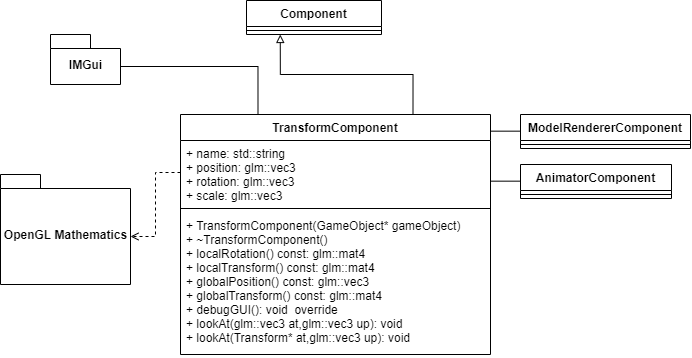 Component
IMGui
TransformComponent
+ name: std::string
+ position: glm::vec3
+ rotation: glm::vec3
+ scale: glm::vec3
+ TransformComponent(GameObject* gameObject)
+ ~TransformComponent()
+ localRotation() const: glm::mat4
+ localTransform() const: glm::mat4
+ globalPosition() const: glm::vec3
+ globalTransform() const: glm::mat4
+ debugGUI(): void  override
+ lookAt(glm::vec3 at,glm::vec3 up): void
+ lookAt(Transform* at,glm::vec3 up): void
ModelRendererComponent
AnimatorComponent
OpenGL Mathematics